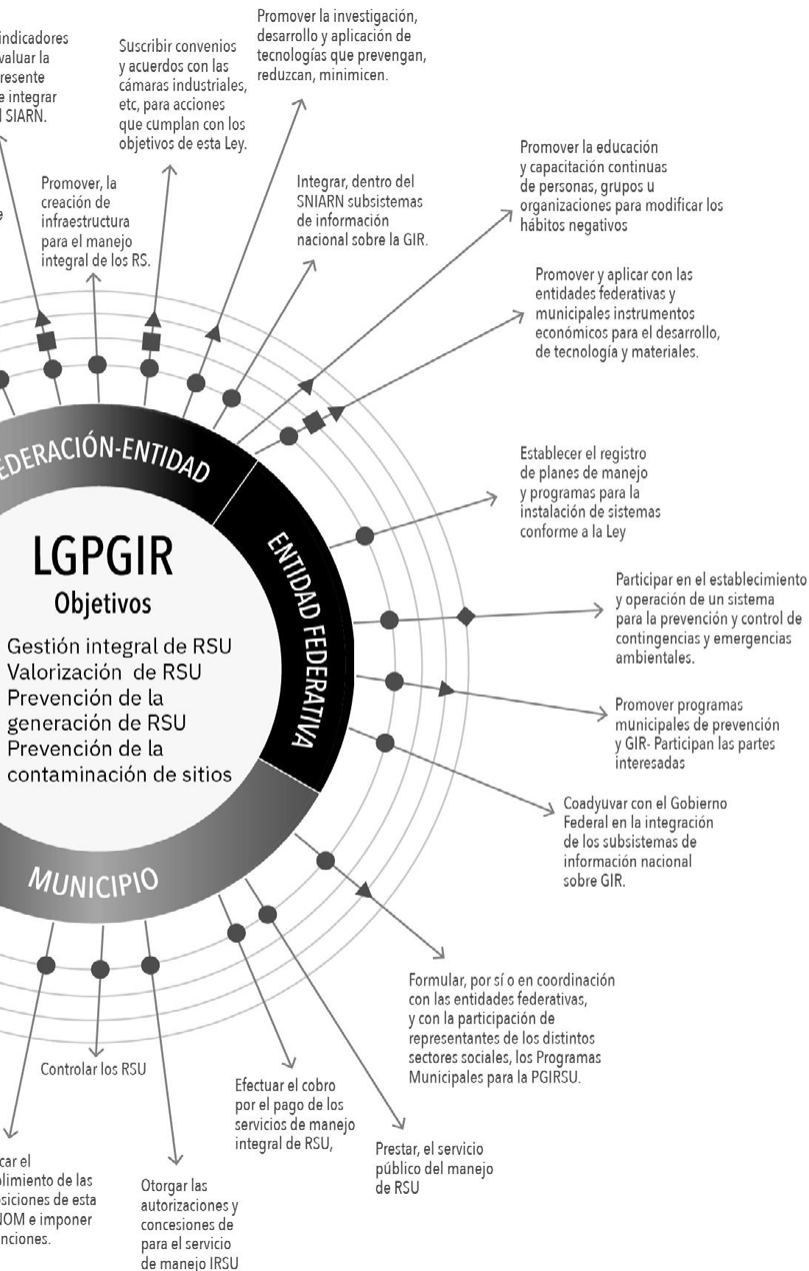 indicadores
valuar la
resente
e integrar
l SIARN.
Suscribir convenios
y acuerdos con las
cámaras industriales,
etc, para acciones
que cumplan con los
objetivos de esta Ley.
Promover la investigación,
desarrollo y aplicación de
tecnologías que prevengan,
reduzcan, minimicen.
Promover, la
creación de
infraestructura
para el manejo
integral de los RS.
e
Integrar, dentro del
SNIARN subsistemas
de información
nacional sobre la GIR.
Promover la educación
y capacitación continuas
de personas, grupos u
organizaciones para modificar los
hábitos negativos
Promover y aplicar con las
entidades federativas y
municipales instrumentos
económicos para el desarrollo,
de tecnología y materiales.
Establecer el registro
de planes de manejo
y programas para la
instalación de sistemas
conforme a la Ley
Participar en el establecimiento
y operación de un sistema
para la prevención y control de
contingencias y emergencias
ambientales.
Promover programas
municipales de prevención
y GIR- Participan las partes
interesadas
Coadyuvar con el Gobierno
Federal en la integración
de los subsistemas de
información nacional
sobre GIR.
EDERACIÓN-ENTIDAD
ENTIDAD FEDERATIVA
MUNICIPIO
LGPGIR
Objetivos
Gestión integral de RSU
Valorización de RSU
Prevención de la
generación de RSU
Prevención de la
contaminación de sitios
Formular, por sí o en coordinación
con las entidades federativas,
y con la participación de
representantes de los distintos
sectores sociales, los Programas
Municipales para la PGIRSU.
Prestar, el servicio
público del manejo
de RSU
Efectuar el cobro
por el pago de los
servicios de manejo
integral de RSU,
Otorgar las
autorizaciones y
concesiones de
para el servicio
de manejo IRSU
Controlar los RSU
car el
limiento de las
siciones de esta
NOM e imponer
nciones.